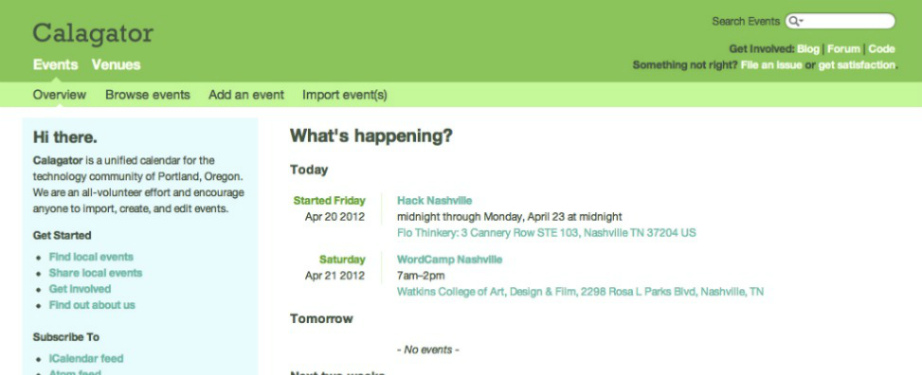 Calagator
Search Events
Get Involved: Blog | Forum | Code
Something not right? File an issue or get satisfaction.
Events Venues
Overview Browse events Add an event Import event(s)
Hi there.
Calagator is a unified calendar for the
technology community of Portland, Oregon.
We are an all-volunteer effort and encourage
anyone to import, create, and edit events.
Get Started
Find local events
Share local events
Get Involved
Find out about us
Subscribe To
iCalendar feed
Atom feed
What's happening?
Today
Started Friday
Apr 20 2012
Hack Nashville
midnight through Monday, April 23 at midnight
Flo Thinkery: 3 Cannery Row STE 103, Nashville TN 37204 US
Saturday
Apr 21 2012
WordCamp Nashville
7am–2pm
Watkins College of Art, Design & Film, 2298 Rosa L Parks Blvd, Nashville, TN
Tomorrow
- No events -
Next two weeks